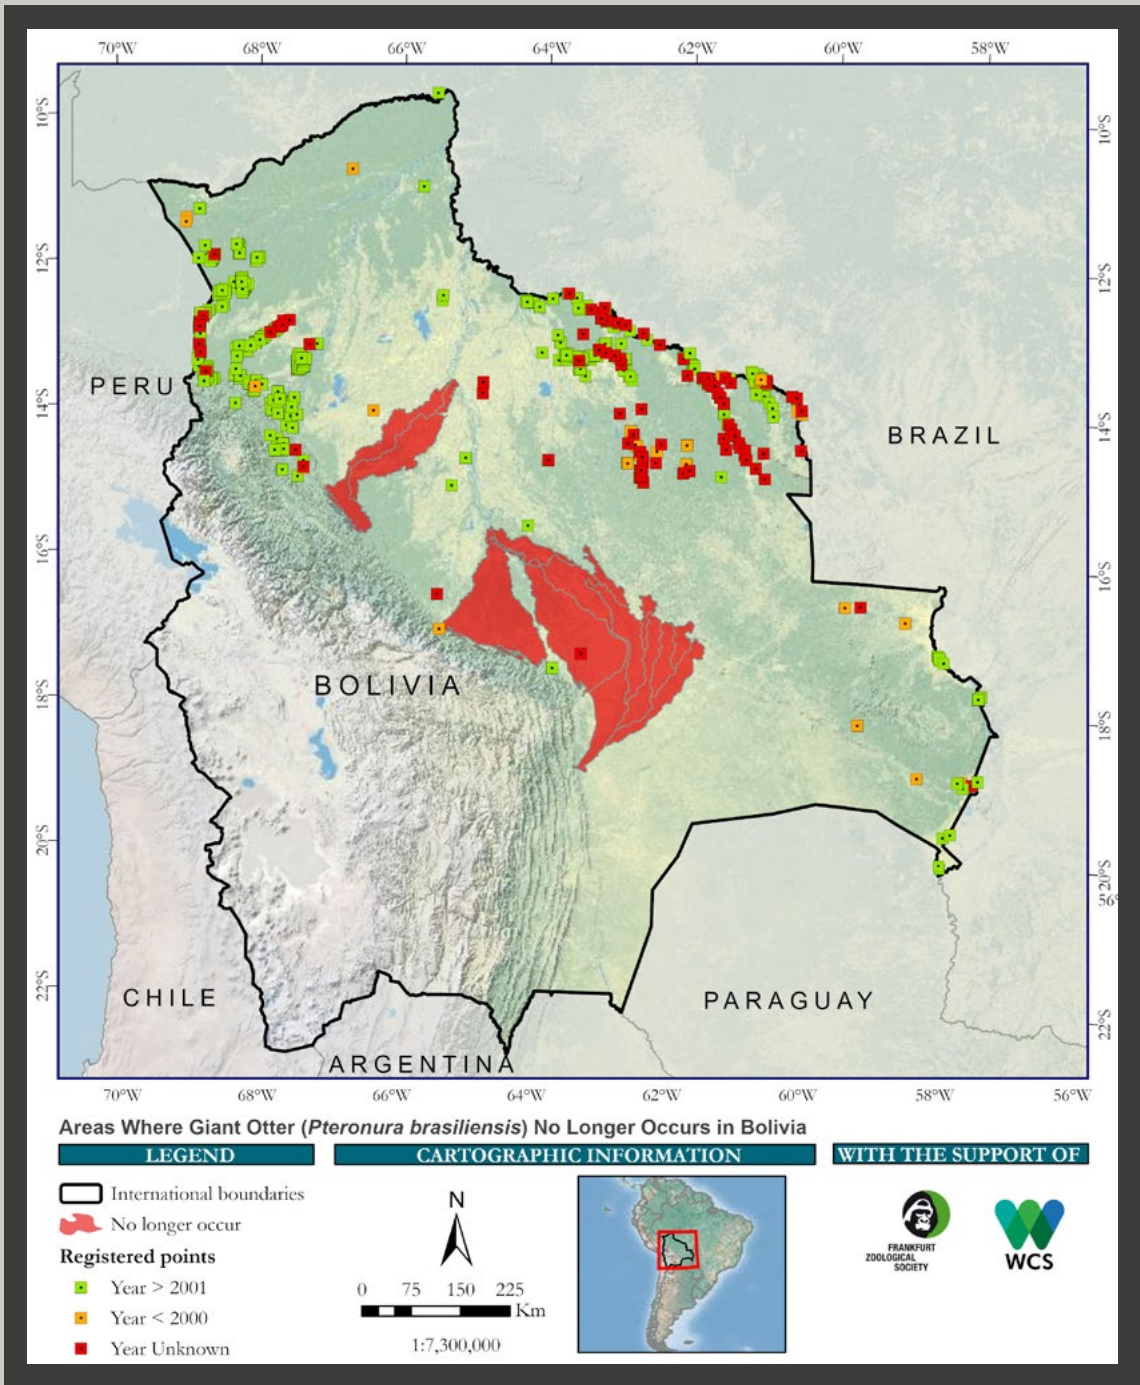 70°W 68°W 66°W 64°W 62°W 60°W 58°W
10°S
10°S
12°S
12°S
14°S
14°S
PERU
BRAZIL
16°S
16°S
BOLIVIA
18°S
18°S
20°S
20°S
56°
22°S
22°S
CHILE
PARAGUAY
ARGENTINA
70°W 68°W 66°W 64°W 62°W 60°W 58°W 56°W
Areas Where Giant Otter (Pteronura brasiliensis) No Longer Occurs in Bolivia
LEGEND
International boundaries
No longer occur
Registered points
Year > 2001
Year < 2000
Year Unknown
CARTOGRAPHIC INFORMATION
N
0 75 150 225
Km
1:7,300,000
WITH THE SUPPORT OF
FRANKFURT
ZOOLOGICAL
SOCIETY
WCS